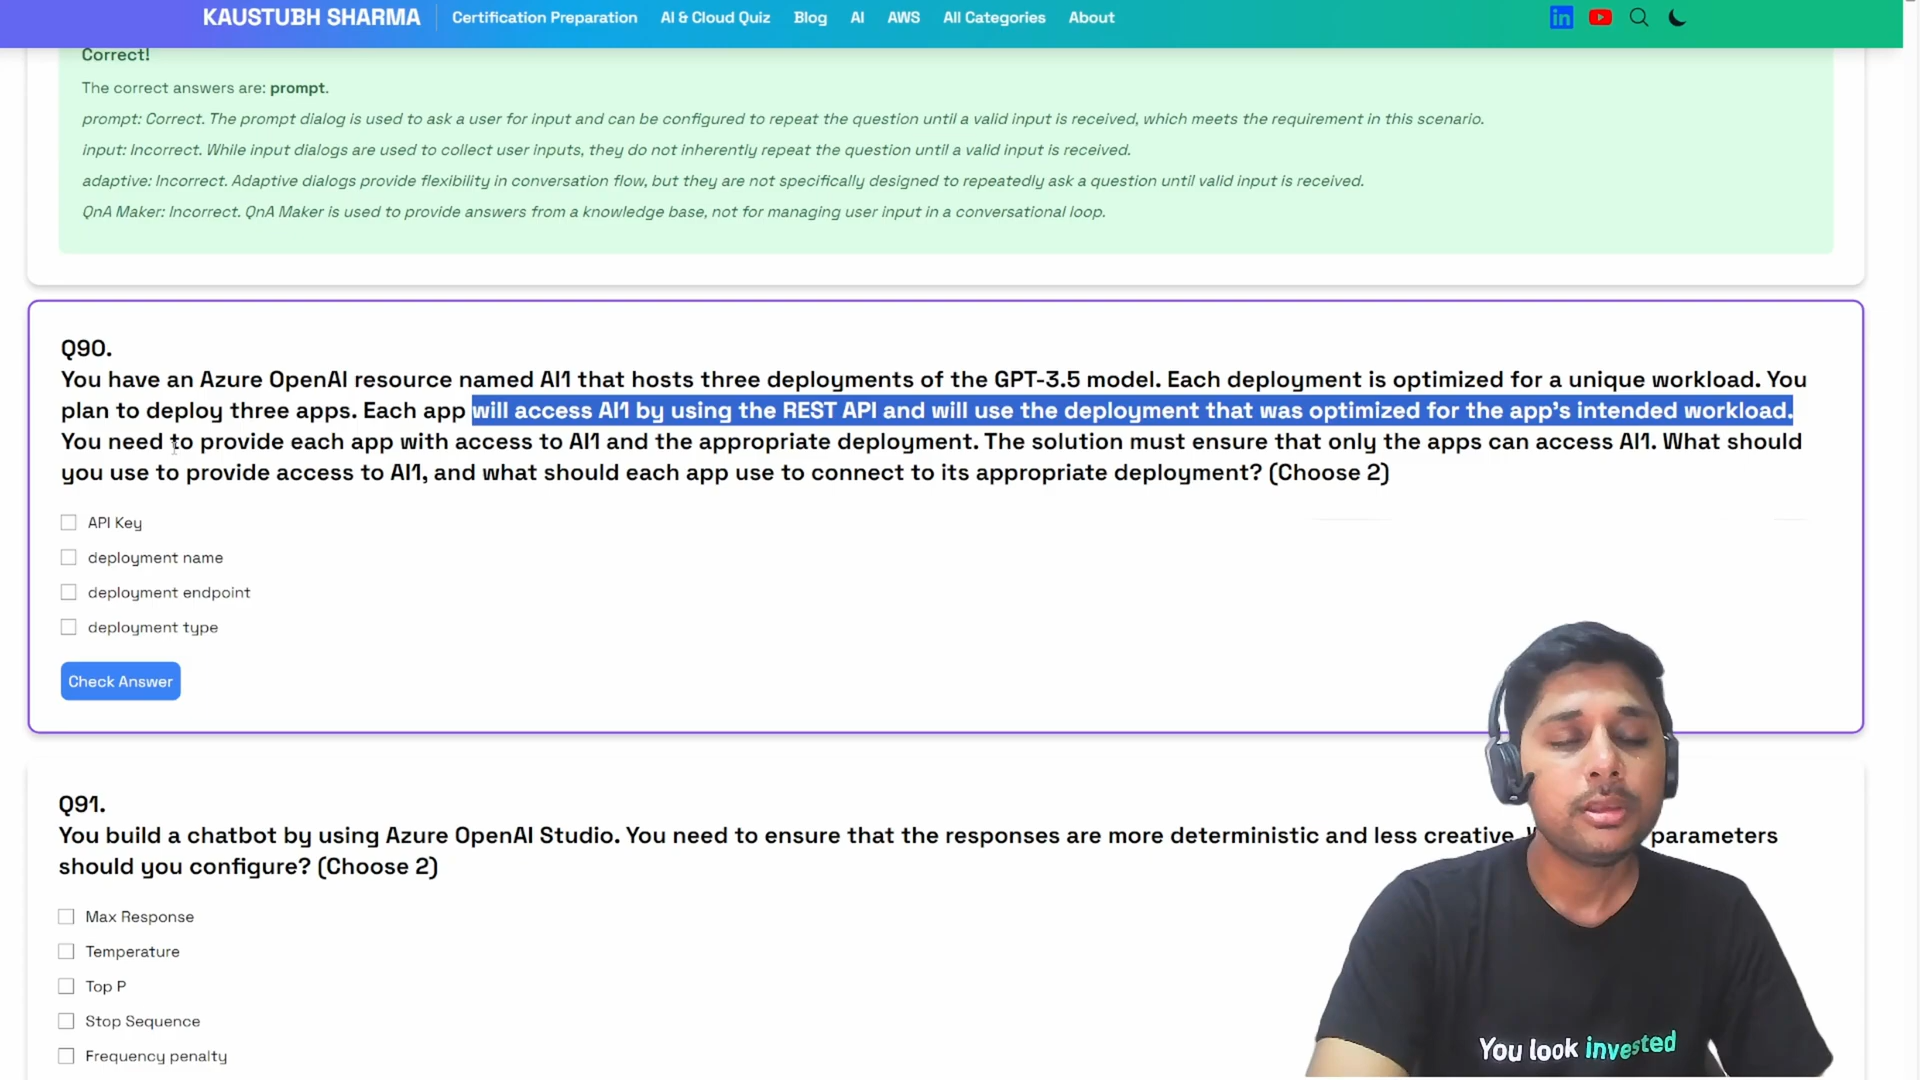 KAUSTUBH SHARMA Certification Preparation AI & Cloud Quiz Blog AI AWS All Categories About in
Correct!
The correct answers are: prompt.
prompt: Correct. The prompt dialog is used to ask a user for input and can be configured to repeat the question until a valid input is received, which meets the requirement in this scenario.
input: Incorrect. While input dialogs are used to collect user inputs, they do not inherently repeat the question until a valid input is received.
adaptive: Incorrect. Adaptive dialogs provide flexibility in conversation flow, but they are not specifically designed to repeatedly ask a question until valid input is received.
QnA Maker: Incorrect. QnA Maker is used to provide answers from a knowledge base, not for managing user input in a conversational loop.
Q90.
You have an Azure OpenAI resource named AI1 that hosts three deployments of the GPT-3.5 model. Each deployment is optimized for a unique workload. You
plan to deploy three apps. Each app will access AI1 by using the REST API and will use the deployment that was optimized for the app's intended workload.
You need to provide each app with access to AI1 and the appropriate deployment. The solution must ensure that only the apps can access AI1. What should
you use to provide access to AI1, and what should each app use to connect to its appropriate deployment? (Choose 2)
API Key
deployment name
deployment endpoint
deployment type
Check Answer
Q91.
You build a chatbot by using Azure OpenAI Studio. You need to ensure that the responses are more deterministic and less creative. parameters
should you configure? (Choose 2)
Max Response
Temperature
Top P
Stop Sequence
Frequency penalty
You look invested